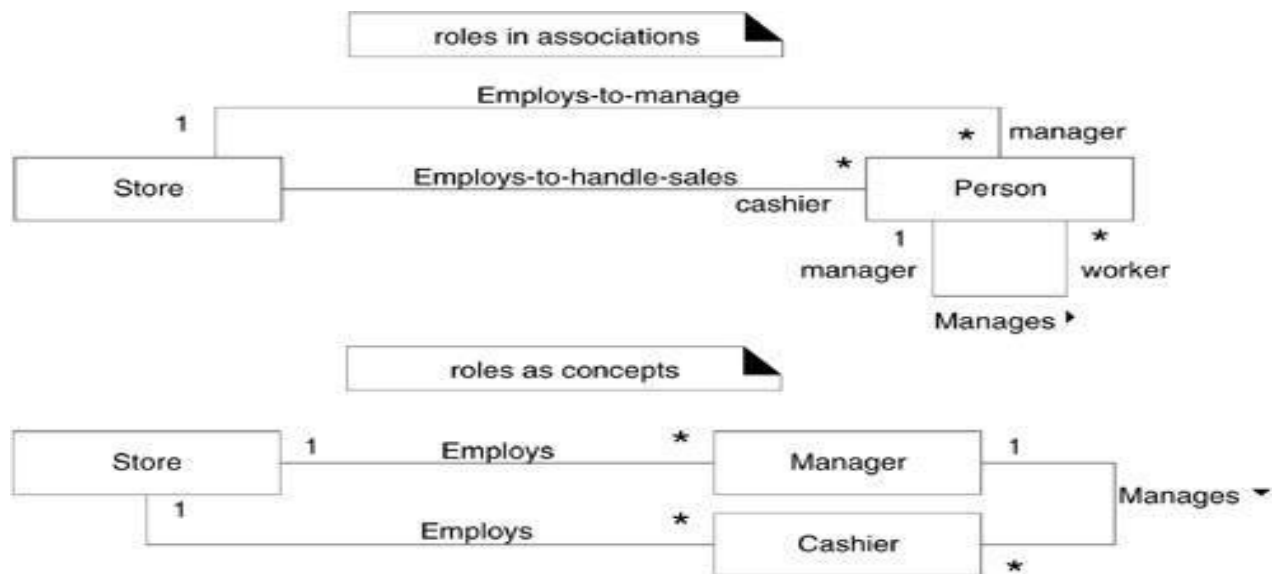 roles in associations
Employs-to-manage
1
*
manager
Store
Employs-to-handle-sales
*
cashier
Person
1
*
manager
worker
Manages
roles as concepts
Store
1
Employs
*
Manager
1
Manages
1
Employs
*
Cashier
*